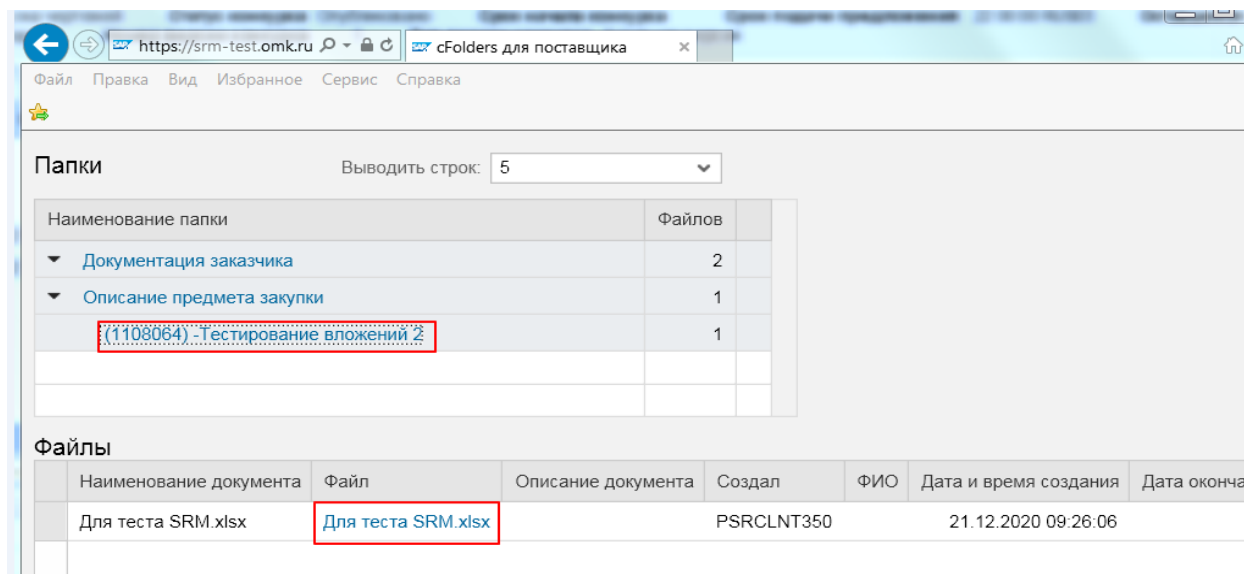 https://srm-test.omk.ru cFolders для поставщика
Файл Правка Вид Избранное Сервис Справка
Папки Выводить строк: 5
Наименование папки Файлов
Документация заказчика 2
Описание предмета закупки 1
(1108064) -Тестирование вложений 2 1
Файлы
Наименование документа Файл Описание документа Создал ФИО Дата и время создания Дата оконча
Для теста SRM.xlsx Для теста SRM.xlsx PSRCLNT350 21.12.2020 09:26:06